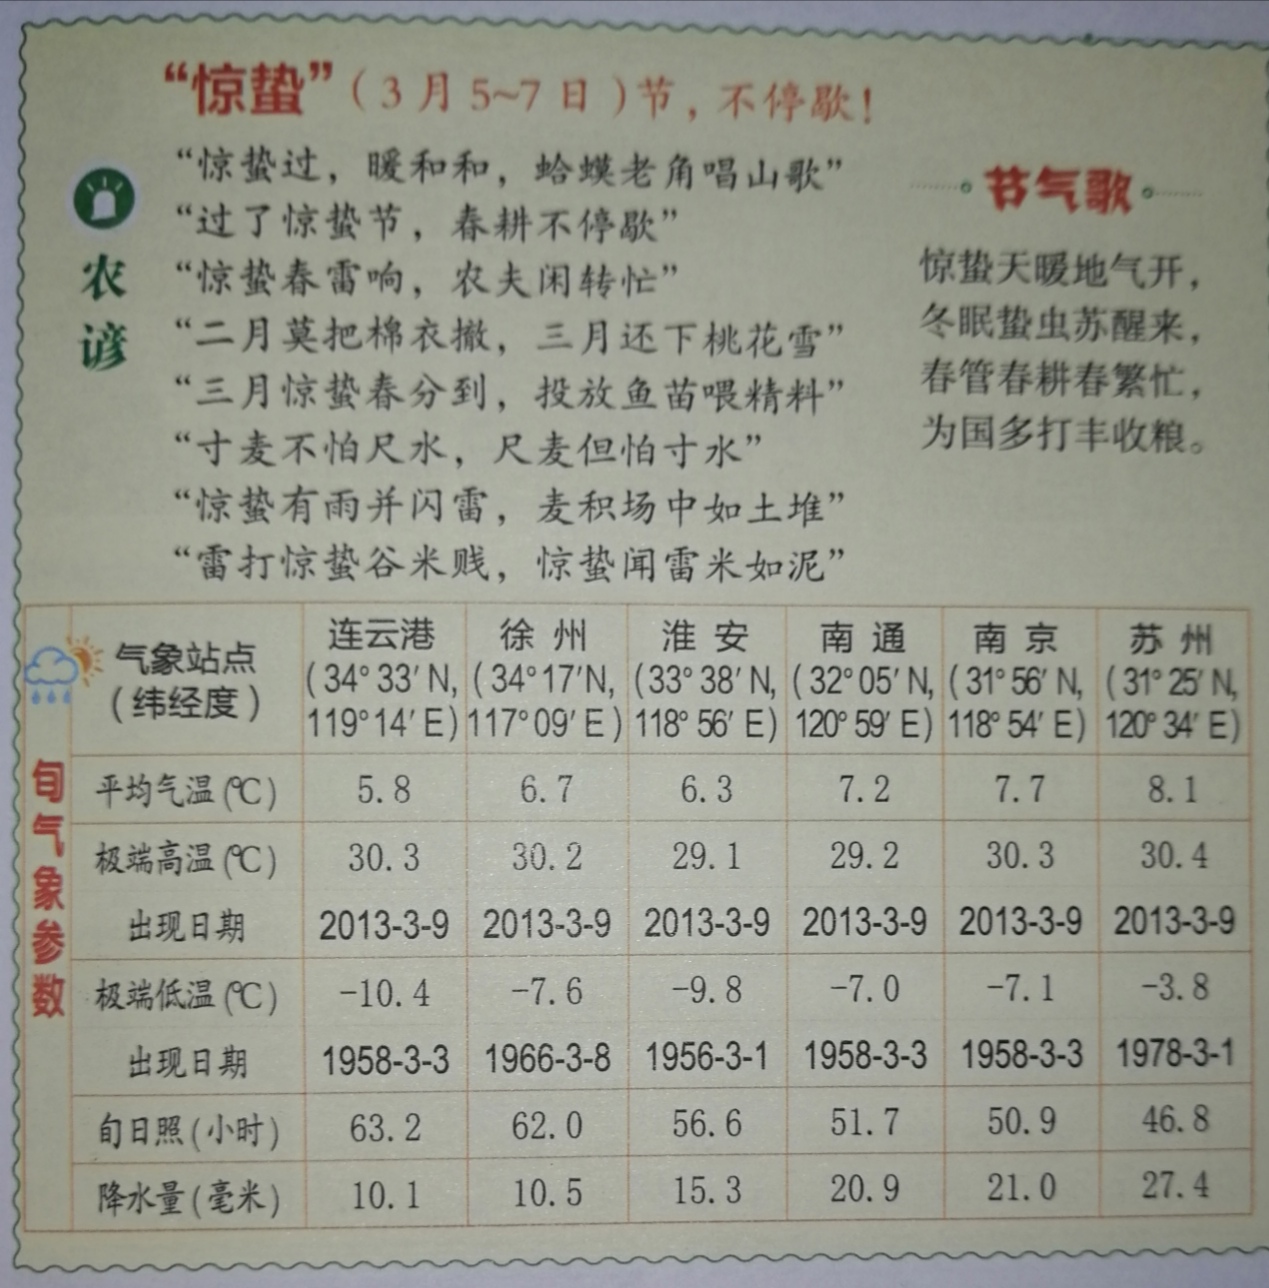 “惊蛰”（3月5~7日）节，不停歇！
农谚
“惊蛰过，暖和和，蛤蟆老角唱山歌”
“过了惊蛰节，春耕不停歇”
“惊蛰春雷响，农夫闲转忙”
“二月莫把棉衣撤，三月还下桃花雪”
“三月惊蛰春分到，投放鱼苗喂精料”
“寸麦不怕尺水，尺麦但怕寸水”
“惊蛰有雨并闪雷，麦积场中如土堆”
“雷打惊蛰谷米贱，惊蛰闻雷米如泥”
节气歌
惊蛰天暖地气开，
冬眠蛰虫苏醒来，
春管春耕春繁忙，
为国多打丰收粮。
旬气象参数
气象站点（纬经度） 连云港（34°33′N，119°14′E） 徐州（34°17′N，117°09′E） 淮安（33°38′N，118°56′E） 南通（32°05′N，120°59′E） 南京（31°56′N，118°54′E） 苏州（31°25′N，120°34′E）
平均气温(℃) 5.8 6.7 6.3 7.2 7.7 8.1
极端高温(℃) 30.3 30.2 29.1 29.2 30.3 30.4
出现日期 2013-3-9 2013-3-9 2013-3-9 2013-3-9 2013-3-9 2013-3-9
极端低温(℃) -10.4 -7.6 -9.8 -7.0 -7.1 -3.8
出现日期 1958-3-3 1966-3-8 1956-3-1 1958-3-3 1958-3-3 1978-3-1
旬日照(小时) 63.2 62.0 56.6 51.7 50.9 46.8
降水量(毫米) 10.1 10.5 15.3 20.9 21.0 27.4